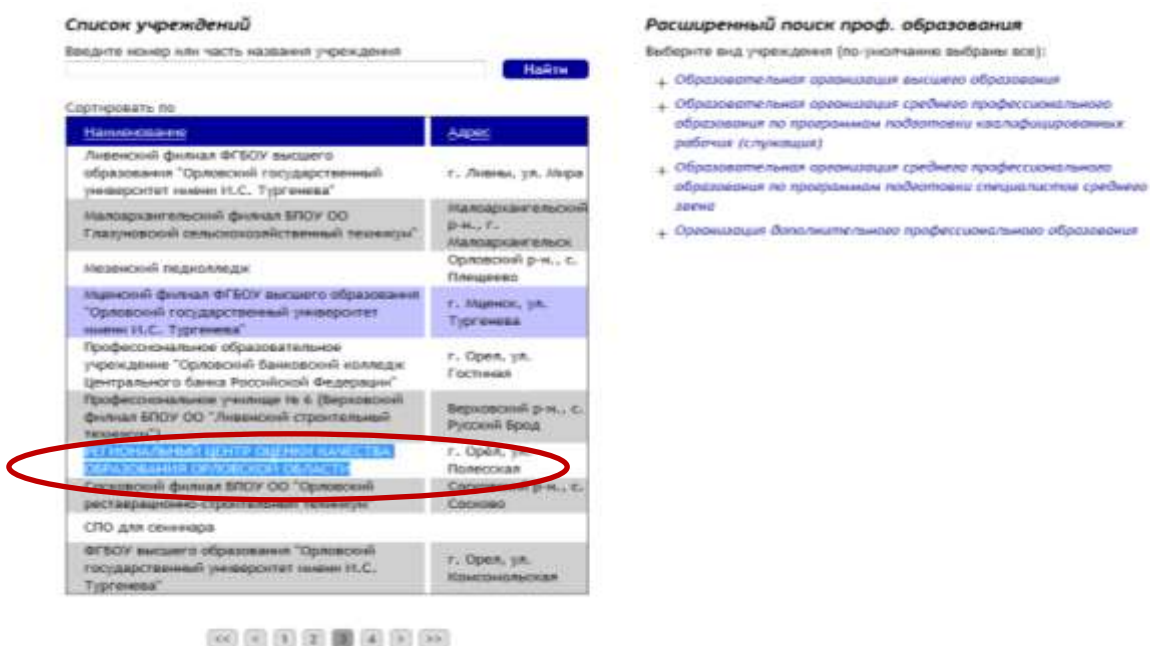 Список учреждений
Введите номер или часть названия учреждения
Найти
Сортировать по
Наименование Адрес
Ливенский филиал ФГБОУ высшего
образования "Орловский государственный
университет имени И.С. Тургенева"
г. Ливны, ул. Мира
Малоархангельский филиал БПОУ ОО
Глазуновский сельскохозяйственный техникум"
Малоархангельский
р-н., г.
Малоархангельск
Мезенский педколледж
Орловский р-н., с.
Плещеево
Мценский филиал ФГБОУ высшего образования
"Орловский государственный университет
имени И.С. Тургенева"
г. Мценск, ул.
Тургенева
Профессиональное образовательное
учреждение "Орловский банковский колледж
Центрального банка Российской Федерации"
г. Орел, ул.
Гостиная
Профессиональное училище № 6 (Верховский
филиал БПОУ ОО "Ливенский строительный
техникум")
Верховский р-н., с.
Русский Брод
РЕГИОНАЛЬНЫЙ ЦЕНТР ОЦЕНКИ КАЧЕСТВА
ОБРАЗОВАНИЯ ОРЛОВСКОЙ ОБЛАСТИ
г. Орёл, ул.
Полесская
Сосковский филиал БПОУ ОО "Орловский
реставрационно-строительный техникум
Сосковский р-н., с.
Сосково
СПО для семинара
ФГБОУ высшего образования "Орловский
государственный университет имени И.С.
Тургенева"
г. Орел, ул.
Комсомольская
<< < 1 2 3 4 > >>
Расширенный поиск проф. образования
Выберите вид учреждения (по-умолчанию выбраны все):
+ Образовательная организация высшего образования
+ Образовательная организация среднего профессионального
образования по программам подготовки квалифицированных
рабочих (служащих)
+ Образовательная организация среднего профессионального
образования по программам подготовки специалистов среднего
звена
+ Организация дополнительного профессионального образования